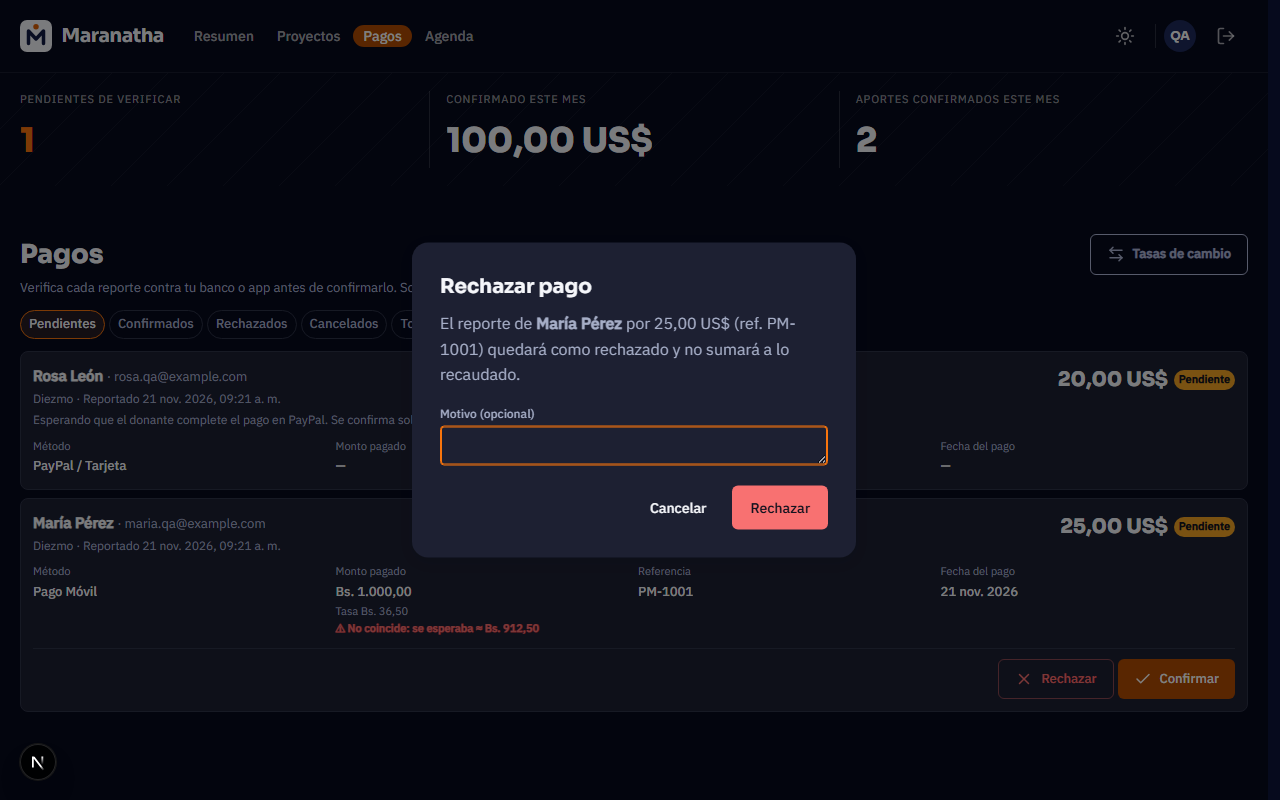 Maranatha
Resumen
Proyectos
Pagos
Agenda
QA
PENDIENTES DE VERIFICAR
1
CONFIRMADO ESTE MES
100,00 US$
APORTES CONFIRMADOS ESTE MES
2
Pagos
Verifica cada reporte contra tu banco o app antes de confirmarlo.
Tasas de cambio
Pendientes
Confirmados
Rechazados
Cancelados
Rosa León · rosa.qa@example.com
20,00 US$
Pendiente
Diezmo · Reportado 21 nov. 2026, 09:21 a. m.
Esperando que el donante complete el pago en PayPal. Se confirma
Método
PayPal / Tarjeta
Monto pagado
—
Fecha del pago
—
María Pérez · maria.qa@example.com
25,00 US$
Pendiente
Diezmo · Reportado 21 nov. 2026, 09:21 a. m.
Método
Pago Móvil
Monto pagado
Bs. 1.000,00
Tasa Bs. 36,50
⚠ No coincide: se esperaba ≈ Bs. 912,50
Referencia
PM-1001
Fecha del pago
21 nov. 2026
Rechazar
Confirmar
Rechazar pago
El reporte de María Pérez por 25,00 US$ (ref. PM-
1001) quedará como rechazado y no sumará a lo
recaudado.
Motivo (opcional)
Cancelar
Rechazar
N